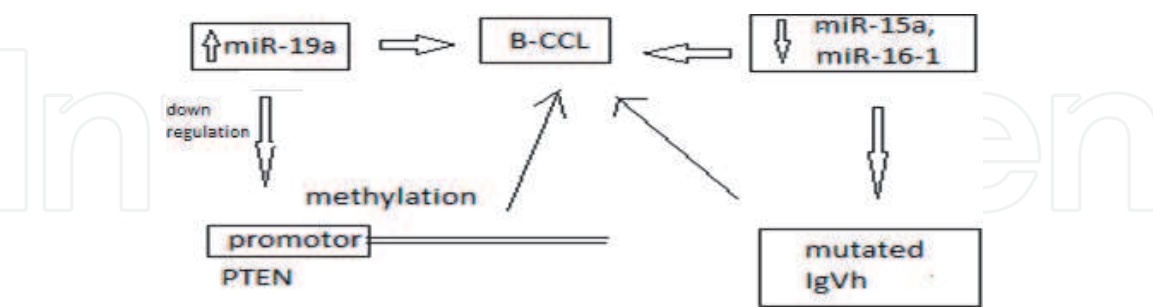 miR-19a
B-CCL
miR-15a,
miR-16-1
down
regulation
methylation
promotor
PTEN
mutated
IgVh